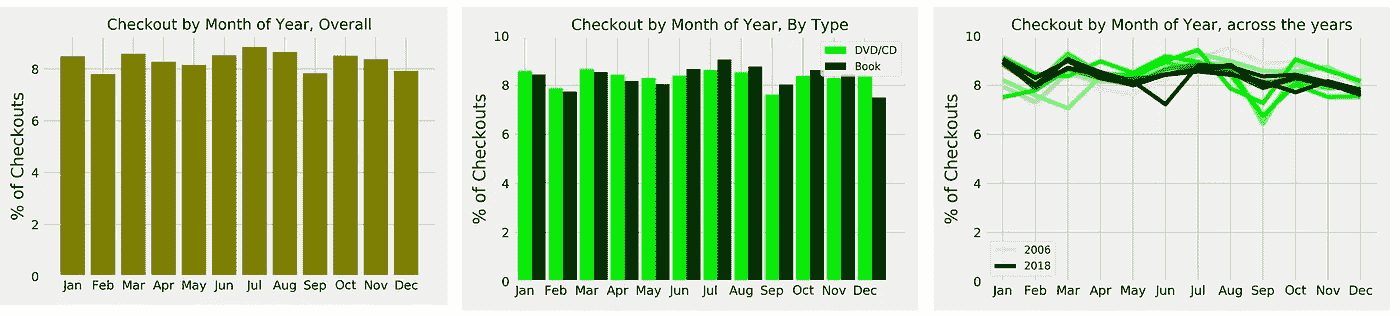 Checkout by Month of Year, Overall
% of Checkouts
8
6
4
2
0
Jan Feb Mar Apr May Jun Jul Aug Sep Oct Nov Dec
Checkout by Month of Year, By Type
% of Checkouts
10
8
6
4
2
0
DVD/CD
Book
Jan Feb Mar Apr May Jun Jul Aug Sep Oct Nov Dec
Checkout by Month of Year, across the years
% of Checkouts
10
8
6
4
2
0
2006
2018
Jan Feb Mar Apr May Jun Jul Aug Sep Oct Nov Dec